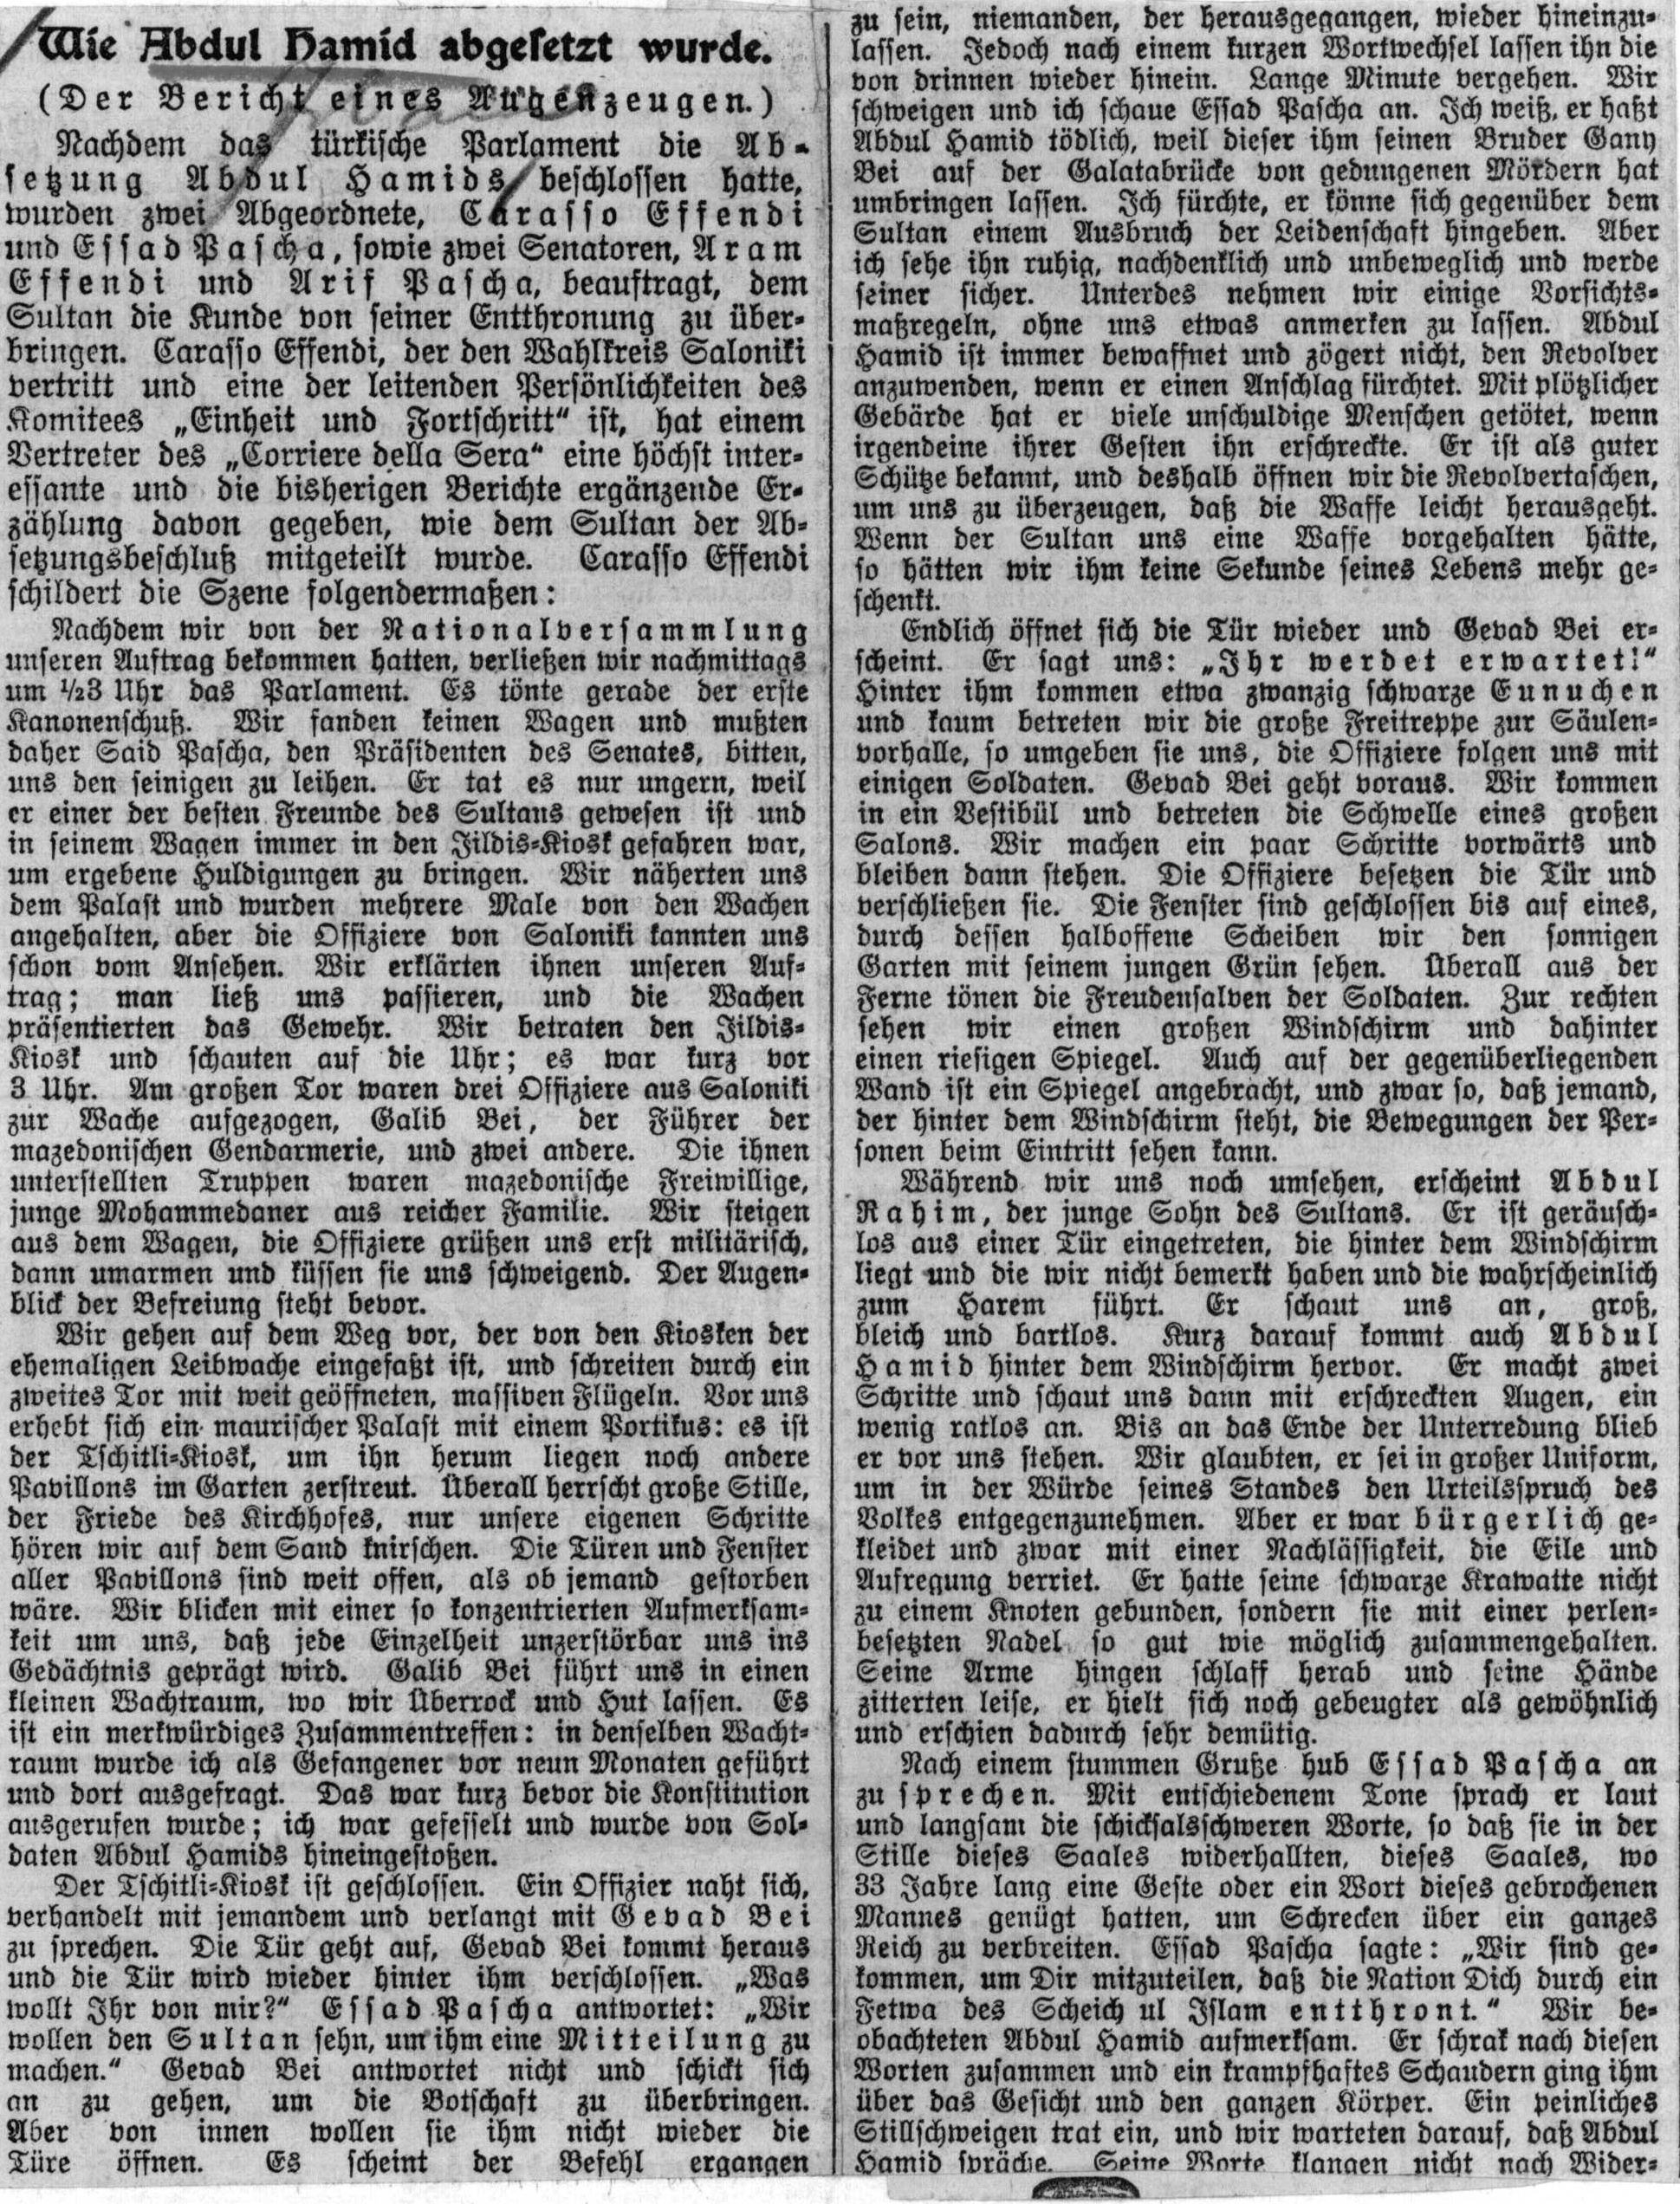 Wie Abdul Hamid abgesetzt wurde.
(Der Bericht eines Augenzeugen.)
Nachdem das türkische Parlament die Ab-
setzung Abdul Hamids beschlossen hatte,
wurden zwei Abgeordnete, Carasso Effendi
und Essad Pascha, sowie zwei Senatoren, Aram
Effendi und Arif Pascha, beauftragt, dem
Sultan die Kunde von seiner Entthronung zu über-
bringen. Carasso Effendi, der den Wahlkreis Saloniki
vertritt und eine der leitenden Persönlichkeiten des
Komitees „Einheit und Fortschritt“ ist, hat einem
Vertreter des „Corriere della Sera“ eine höchst inter-
essante und die bisherigen Berichte ergänzende Er-
zählung davon gegeben, wie dem Sultan der Ab-
setzungsbeschluß mitgeteilt wurde. Carasso Effendi
schildert die Szene folgendermaßen:
Nachdem wir von der Nationalversammlung
unseren Auftrag bekommen hatten, verließen wir nachmittags
um ½3 Uhr das Parlament. Es tönte gerade der erste
Kanonenschuß. Wir fanden keinen Wagen und mußten
daher Said Pascha, den Präsidenten des Senates, bitten,
uns den seinigen zu leihen. Er tat es nur ungern, weil
er einer der besten Freunde des Sultans gewesen ist und
in seinem Wagen immer in den Jildis-Kiosk gefahren war,
um ergebene Huldigungen zu bringen. Wir näherten uns
dem Palast und wurden mehrere Male von den Wachen
angehalten, aber die Offiziere von Saloniki kannten uns
schon vom Ansehen. Wir erklärten ihnen unseren Auf-
trag; man ließ uns passieren, und die Wachen
präsentierten das Gewehr. Wir betraten den Jildis-
Kiosk und schauten auf die Uhr; es war kurz vor
3 Uhr. Am großen Tor waren drei Offiziere aus Saloniki
zur Wache aufgezogen, Galib Bei, der Führer der
mazedonischen Gendarmerie, und zwei andere. Die ihnen
unterstellten Truppen waren mazedonische Freiwillige,
junge Mohammedaner aus reicher Familie. Wir steigen
aus dem Wagen, die Offiziere grüßen uns erst militärisch,
dann umarmen und küssen sie uns schweigend. Der Augen-
blick der Befreiung steht bevor.
Wir gehen auf dem Weg vor, der von den Kiosken der
ehemaligen Leibwache eingefaßt ist, und schreiten durch ein
zweites Tor mit weit geöffneten, massiven Flügeln. Vor uns
erhebt sich ein maurischer Palast mit einem Portikus: es ist
der Tschitli-Kiosk, um ihn herum liegen noch andere
Pavillons im Garten zerstreut. Überall herrscht große Stille,
der Friede des Kirchhofes, nur unsere eigenen Schritte
hören wir auf dem Sand knirschen. Die Türen und Fenster
aller Pavillons sind weit offen, als ob jemand gestorben
wäre. Wir blicken mit einer so konzentrierten Aufmerksam-
keit um uns, daß jede Einzelheit unzerstörbar uns ins
Gedächtnis geprägt wird. Galib Bei führt uns in einen
kleinen Wachtraum, wo wir Überrock und Hut lassen. Es
ist ein merkwürdiges Zusammentreffen: in denselben Wacht-
raum wurde ich als Gefangener vor neun Monaten geführt
und dort ausgefragt. Das war kurz bevor die Konstitution
ausgerufen wurde; ich war gefesselt und wurde von Sol-
daten Abdul Hamids hineingestoßen.
Der Tschitli-Kiosk ist geschlossen. Ein Offizier naht sich,
verhandelt mit jemandem und verlangt mit Gevad Bei
zu sprechen. Die Tür geht auf, Gevad Bei kommt heraus
und die Tür wird wieder hinter ihm verschlossen. „Was
wollt Ihr von mir?“ Essad Pascha antwortet: „Wir
wollen den Sultan sehn, um ihm eine Mitteilung zu
machen.“ Gevad Bei antwortet nicht und schickt sich
an zu gehen, um die Botschaft zu überbringen.
Aber von innen wollen sie ihm nicht wieder die
Türe öffnen. Es scheint der Befehl ergangen
zu sein, niemanden, der herausgegangen, wieder hineinzu-
lassen. Jedoch nach einem kurzen Wortwechsel lassen ihn die
von drinnen wieder hinein. Lange Minute vergehen. Wir
schweigen und ich schaue Essad Pascha an. Ich weiß, er haßt
Abdul Hamid tödlich, weil dieser ihm seinen Bruder Gany
Bei auf der Galatabrücke von gedungenen Mördern hat
umbringen lassen. Ich fürchte, er könne sich gegenüber dem
Sultan einem Ausbruch der Leidenschaft hingeben. Aber
ich sehe ihn ruhig, nachdenklich und unbeweglich und werde
seiner sicher. Unterdes nehmen wir einige Vorsichts-
maßregeln, ohne uns etwas anmerken zu lassen. Abdul
Hamid ist immer bewaffnet und zögert nicht, den Revolver
anzuwenden, wenn er einen Anschlag fürchtet. Mit plötzlicher
Gebärde hat er viele unschuldige Menschen getötet, wenn
irgendeine ihrer Gesten ihn erschreckte. Er ist als guter
Schütze bekannt, und deshalb öffnen wir die Revolvertaschen,
um uns zu überzeugen, daß die Waffe leicht herausgeht.
Wenn der Sultan uns eine Waffe vorgehalten hätte,
so hätten wir ihm keine Sekunde seines Lebens mehr ge-
schenkt.
Endlich öffnet sich die Tür wieder und Gevad Bei er-
scheint. Er sagt uns: „Ihr werdet erwartet!“
Hinter ihm kommen etwa zwanzig schwarze Eunuchen
und kaum betreten wir die große Freitreppe zur Säulen-
vorhalle, so umgeben sie uns, die Offiziere folgen uns mit
einigen Soldaten. Gevad Bei geht voraus. Wir kommen
in ein Vestibül und betreten die Schwelle eines großen
Salons. Wir machen ein paar Schritte vorwärts und
bleiben dann stehen. Die Offiziere besetzen die Tür und
verschließen sie. Die Fenster sind geschlossen bis auf eines,
durch dessen halboffene Scheiben wir den sonnigen
Garten mit seinem jungen Grün sehen. Überall aus der
Ferne tönen die Freudensalven der Soldaten. Zur rechten
sehen wir einen großen Windschirm und dahinter
einen riesigen Spiegel. Auch auf der gegenüberliegenden
Wand ist ein Spiegel angebracht, und zwar so, daß jemand,
der hinter dem Windschirm steht, die Bewegungen der Per-
sonen beim Eintritt sehen kann.
Während wir uns noch umsehen, erscheint Abdul
Rahim, der junge Sohn des Sultans. Er ist geräusch-
los aus einer Tür eingetreten, die hinter dem Windschirm
liegt und die wir nicht bemerkt haben und die wahrscheinlich
zum Harem führt. Er schaut uns an, groß,
bleich und bartlos. Kurz darauf kommt auch Abdul
Hamid hinter dem Windschirm hervor. Er macht zwei
Schritte und schaut uns dann mit erschreckten Augen, ein
wenig ratlos an. Bis an das Ende der Unterredung blieb
er vor uns stehen. Wir glaubten, er sei in großer Uniform,
um in der Würde seines Standes den Urteilsspruch des
Volkes entgegenzunehmen. Aber er war bürgerlich ge-
kleidet und zwar mit einer Nachlässigkeit, die Eile und
Aufregung verriet. Er hatte seine schwarze Krawatte nicht
zu einem Knoten gebunden, sondern sie mit einer perlen-
besetzten Nadel so gut wie möglich zusammengehalten.
Seine Arme hingen schlaff herab und seine Hände
zitterten leise, er hielt sich noch gebeugter als gewöhnlich
und erschien dadurch sehr demütig.
Nach einem stummen Gruße hub Essad Pascha an
zu sprechen. Mit entschiedenem Tone sprach er laut
und langsam die schicksalsschweren Worte, so daß sie in der
Stille dieses Saales widerhallten, dieses Saales, wo
33 Jahre lang eine Geste oder ein Wort dieses gebrochenen
Mannes genügt hatten, um Schrecken über ein ganzes
Reich zu verbreiten. Essad Pascha sagte: „Wir sind ge-
kommen, um Dir mitzuteilen, daß die Nation Dich durch ein
Fetwa des Scheich ul Islam entthront.“ Wir be-
obachteten Abdul Hamid aufmerksam. Er schrak nach diesen
Worten zusammen und ein krampfhaftes Schaudern ging ihm
über das Gesicht und den ganzen Körper. Ein peinliches
Stillschweigen trat ein, und wir warteten darauf, daß Abdul
Hamid spräche. Seine Worte klangen nicht nach Wider-